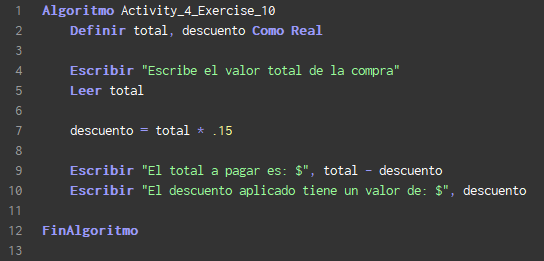 1 Algoritmo Activity_4_Exercise_10
2 Definir total, descuento Como Real
3
4 Escribir "Escribe el valor total de la compra"
5 Leer total
6
7 descuento = total * .15
8
9 Escribir "El total a pagar es: $", total - descuento
10 Escribir "El descuento aplicado tiene un valor de: $", descuento
11
12 FinAlgoritmo
13